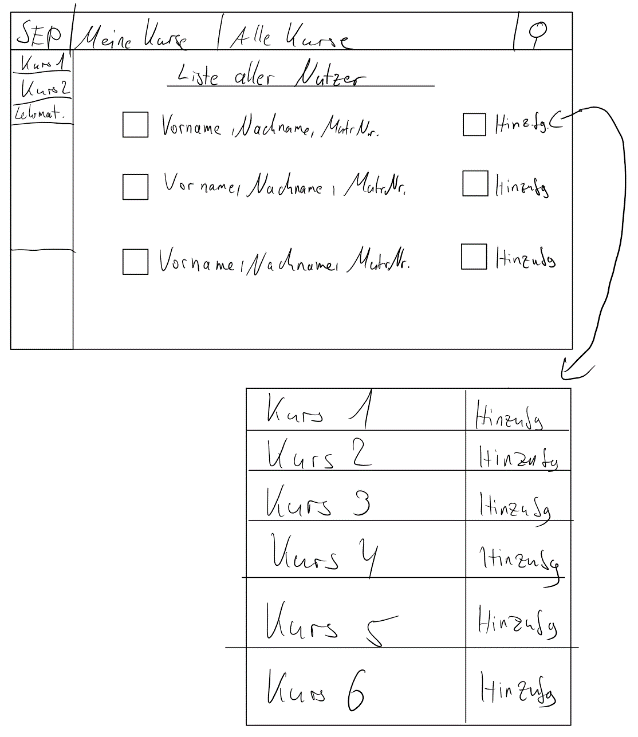 SEP Meine Kurse Alle Kurse
Kurs 1
Kurs 2
Lehrmat.
Liste aller Nutzer
Vorname, Nachname, MatrNr. Hinzufg.
Vorname, Nachname, MatrNr. Hinzufg
Vorname, Nachname, MatrNr. Hinzufg
Kurs 1 Hinzufg
Kurs 2 Hinzufg
Kurs 3 Hinzufg
Kurs 4 Hinzufg
Kurs 5 Hinzufg
Kurs 6 Hinzufg